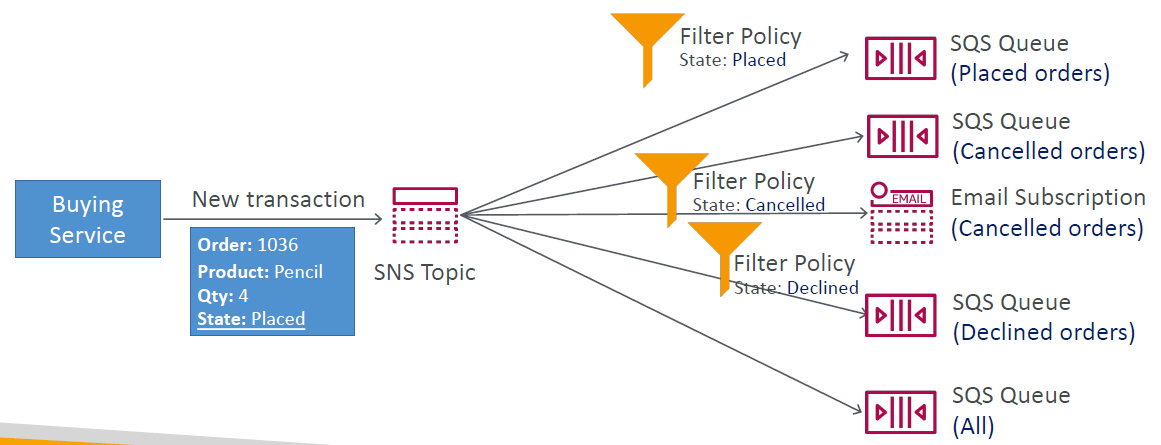 Filter Policy
State: Placed
SQS Queue
(Placed orders)
SQS Queue
(Cancelled orders)
Buying
Service
New transaction
Order: 1036
Product: Pencil
Qty: 4
State: Placed
SNS Topic
Filter Policy
State: Cancelled
EMAIL
Email Subscription
(Cancelled orders)
Filter Policy
State: Declined
SQS Queue
(Declined orders)
SQS Queue
(All)